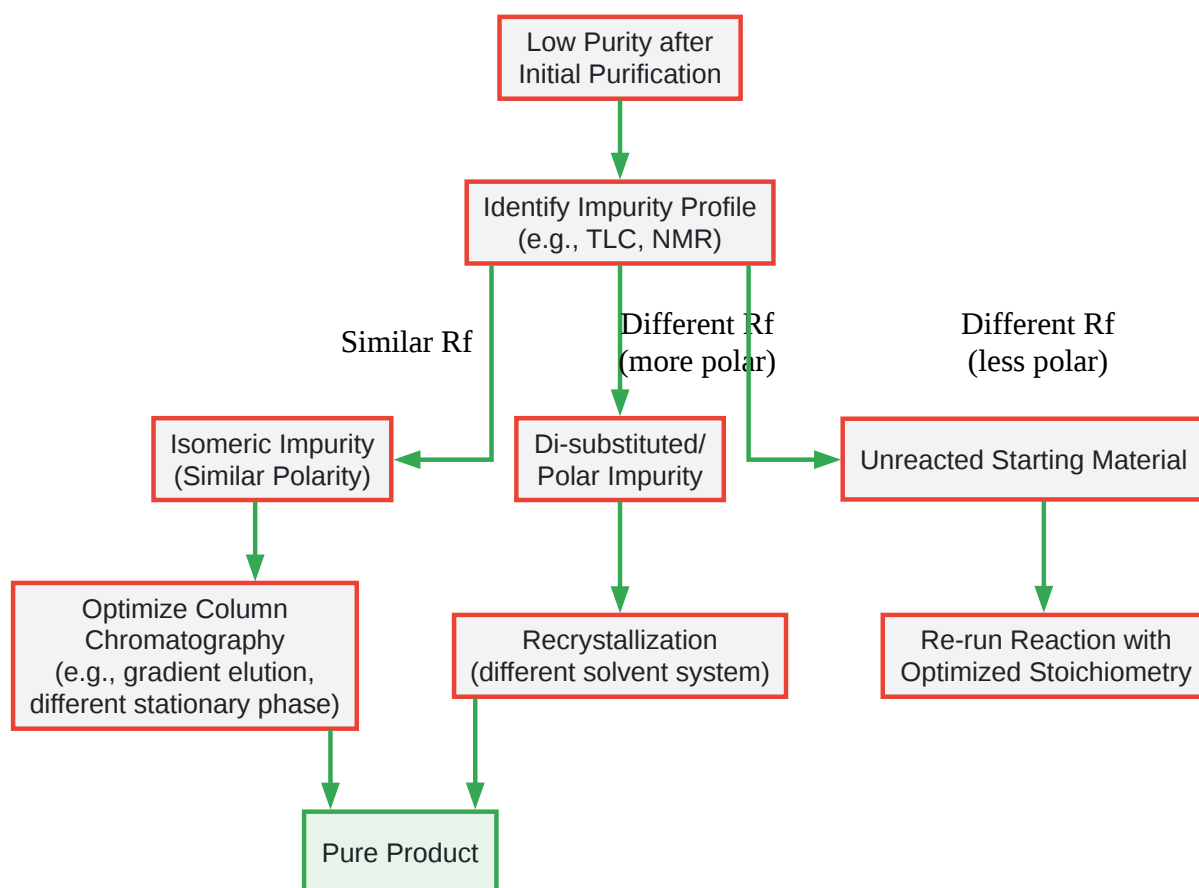 Low Purity after
Initial Purification
Identify Impurity Profile
(e.g., TLC, NMR)
Similar Rf
Different Rf
(more polar)
Different Rf
(less polar)
Isomeric Impurity
(Similar Polarity)
Di-substituted/
Polar Impurity
Unreacted Starting Material
Optimize Column
Chromatography
(e.g., gradient elution,
different stationary phase)
Recrystallization
(different solvent system)
Re-run Reaction with
Optimized Stoichiometry
Pure Product